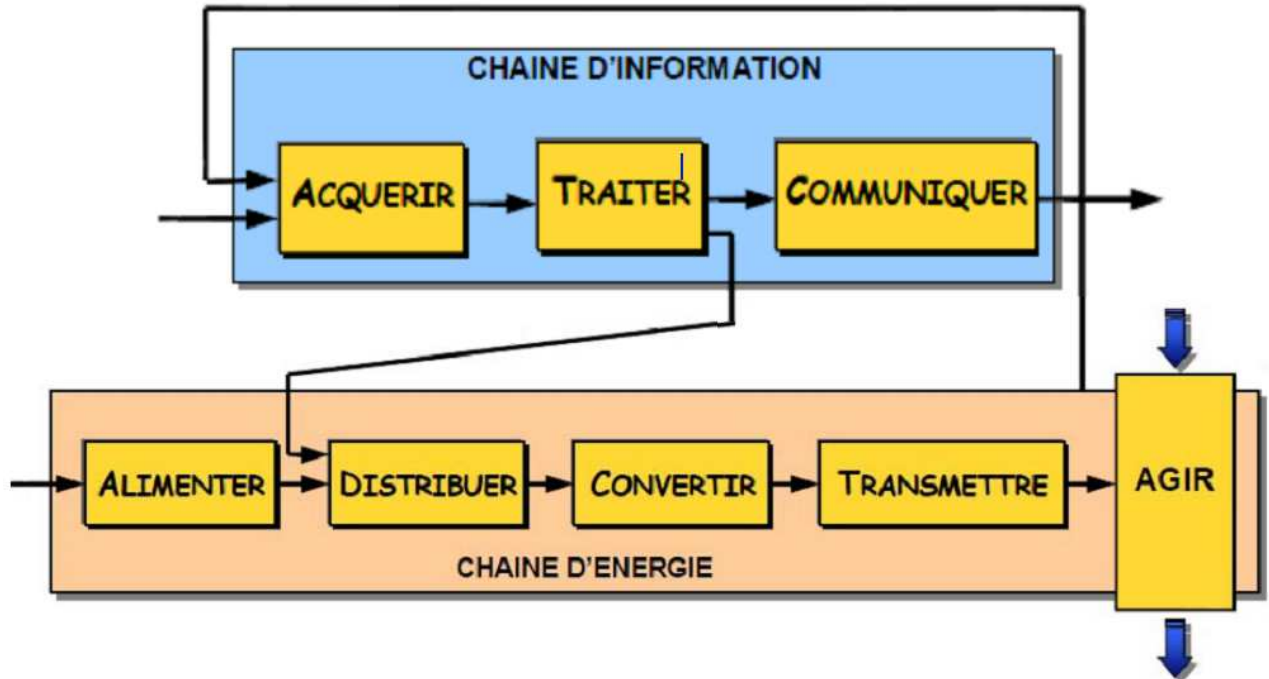 CHAINE D'INFORMATION
ACQUERIR
TRAITER
COMMUNIQUER
ALIMENTER
DISTRIBUER
CONVERTIR
TRANSMETTRE
AGIR
CHAINE D'ENERGIE